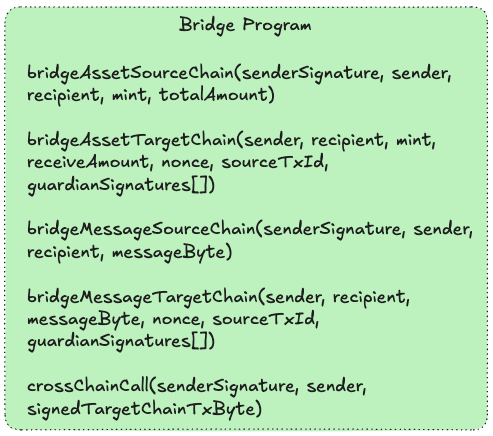 Bridge Program
bridgeAssetSourceChain(senderSignature, sender,
recipient, mint, totalAmount)
bridgeAssetTargetChain(sender, recipient, mint,
receiveAmount, nonce, sourceTxId,
guardianSignatures[])
bridgeMessageSourceChain(senderSignature, sender,
recipient, messageByte)
bridgeMessageTargetChain(sender, recipient,
messageByte, nonce, sourceTxId,
guardianSignatures[])
crossChainCall(senderSignature, sender,
signedTargetChainTxByte)